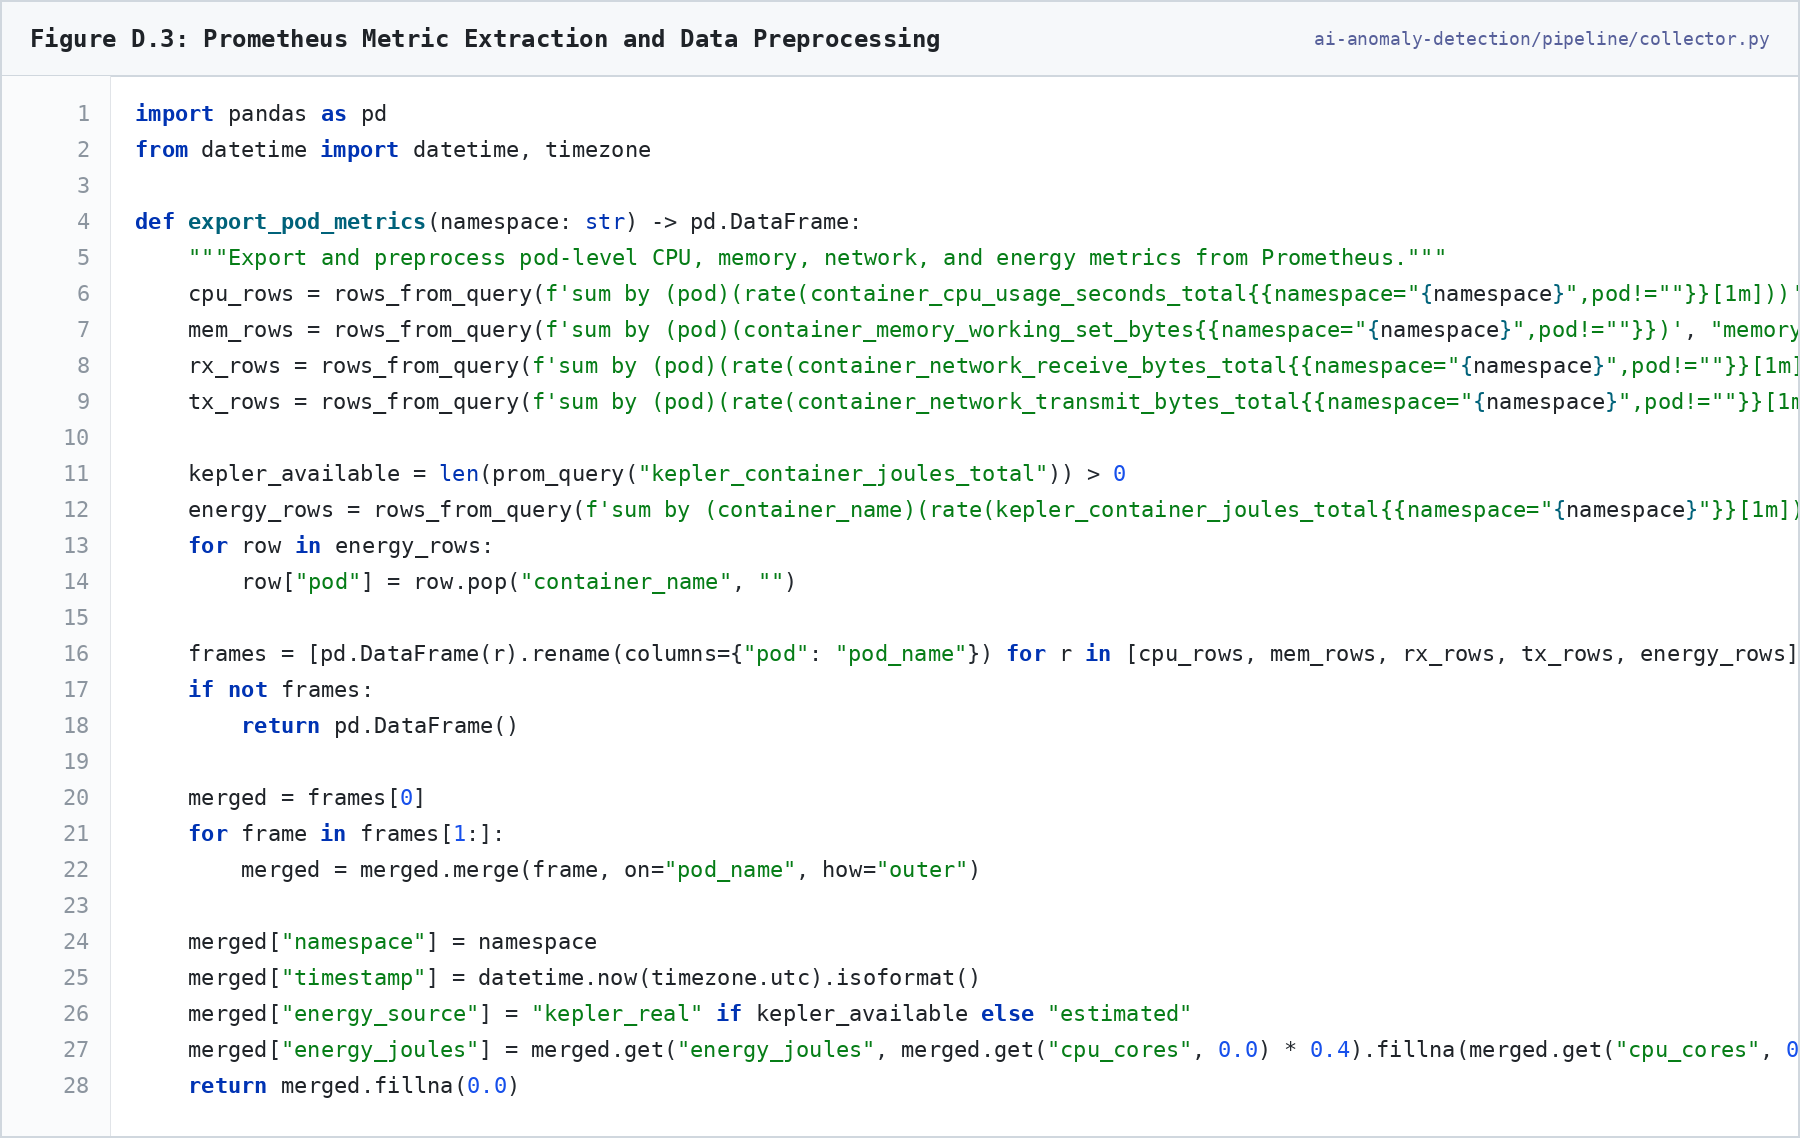 Figure D.3: Prometheus Metric Extraction and Data Preprocessing
ai-anomaly-detection/pipeline/collector.py
1 import pandas as pd
2 from datetime import datetime, timezone
3
4 def export_pod_metrics(namespace: str) -> pd.DataFrame:
5     """Export and preprocess pod-level CPU, memory, network, and energy metrics from Prometheus."""
6     cpu_rows = rows_from_query(f'sum by (pod)(rate(container_cpu_usage_seconds_total{{namespace="{namespace}",pod!=""}}[1m]))'
7     mem_rows = rows_from_query(f'sum by (pod)(container_memory_working_set_bytes{{namespace="{namespace}",pod!=""}})', "memory
8     rx_rows = rows_from_query(f'sum by (pod)(rate(container_network_receive_bytes_total{{namespace="{namespace}",pod!=""}}[1m]
9     tx_rows = rows_from_query(f'sum by (pod)(rate(container_network_transmit_bytes_total{{namespace="{namespace}",pod!=""}}[1m
10
11     kepler_available = len(prom_query("kepler_container_joules_total")) > 0
12     energy_rows = rows_from_query(f'sum by (container_name)(rate(kepler_container_joules_total{{namespace="{namespace}"}}[1m])
13     for row in energy_rows:
14         row["pod"] = row.pop("container_name", "")
15
16     frames = [pd.DataFrame(r).rename(columns={"pod": "pod_name"}) for r in [cpu_rows, mem_rows, rx_rows, tx_rows, energy_rows]
17     if not frames:
18         return pd.DataFrame()
19
20     merged = frames[0]
21     for frame in frames[1:]:
22         merged = merged.merge(frame, on="pod_name", how="outer")
23
24     merged["namespace"] = namespace
25     merged["timestamp"] = datetime.now(timezone.utc).isoformat()
26     merged["energy_source"] = "kepler_real" if kepler_available else "estimated"
27     merged["energy_joules"] = merged.get("energy_joules", merged.get("cpu_cores", 0.0) * 0.4).fillna(merged.get("cpu_cores", 0
28     return merged.fillna(0.0)